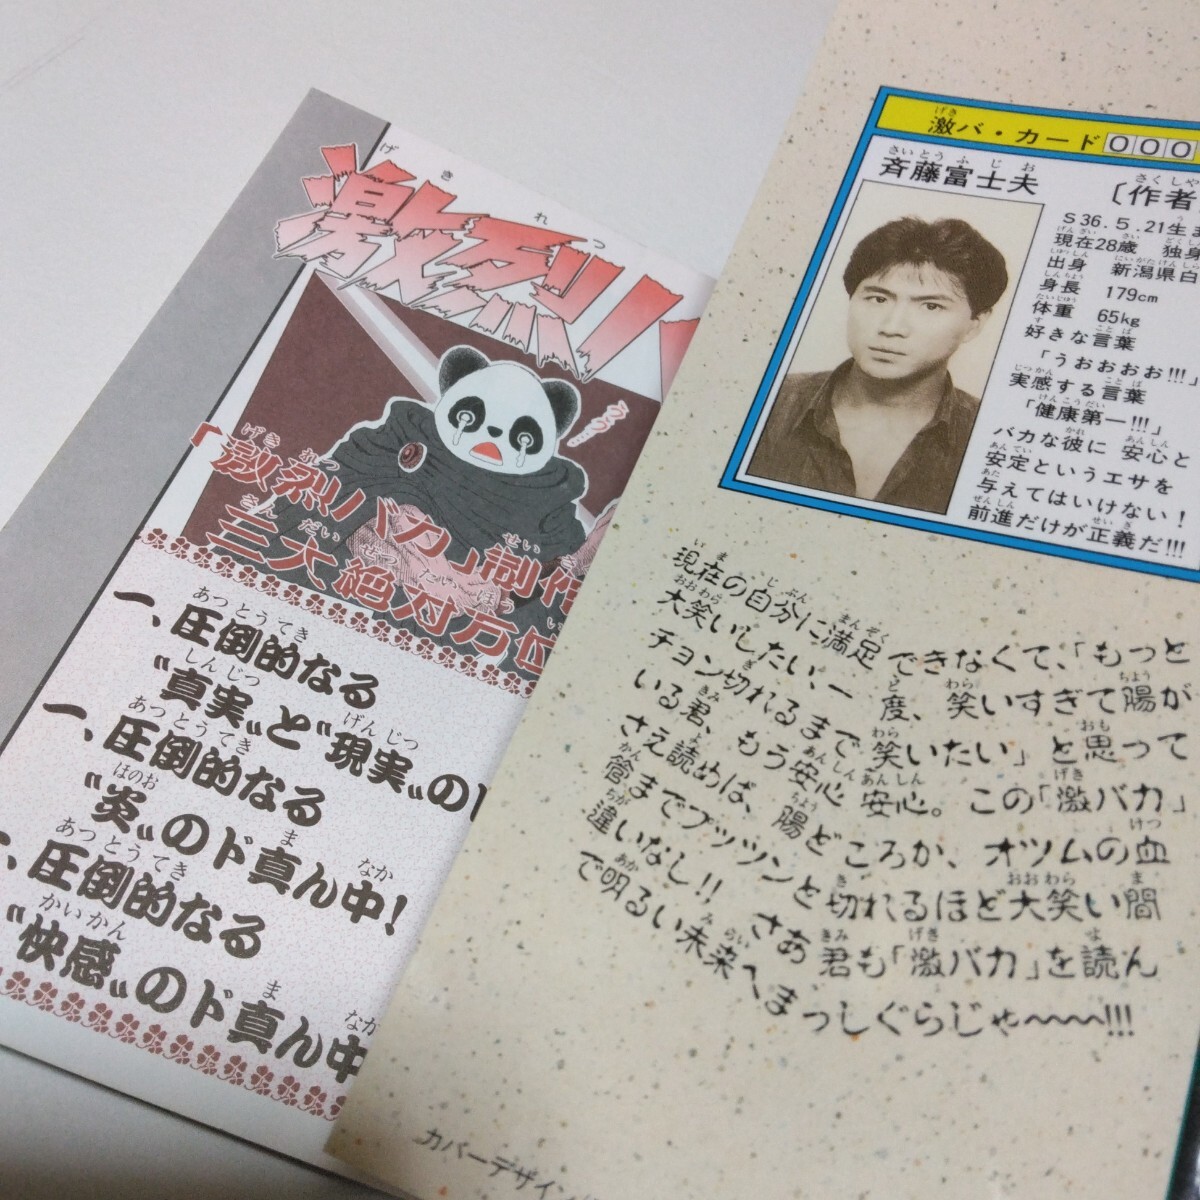 激烈!!
うう…
「激烈バカ」制作
三大絶対方
一、圧倒的なる
“真実”と“現実”のド
一、圧倒的なる
“炎”のド真ん中!
一、圧倒的なる
“快感”のド真ん中
激バ・カード000
斉藤富士夫 〔作者
S36.5.21生ま
現在28歳 独身
出身 新潟県白
身長 179cm
体重 65kg
好きな言葉
「うぉぉぉぉ!!!」
実感する言葉
「健康第一!!!」
バカな彼に 安心と
安定というエサを
与えてはいけない!
前進だけが正義だ!!!
現在の自分に満足できなくて、「もっと
大笑いしたい、一度、笑いすぎて腸が
チョン切れるまで笑いたい」と思って
いる君、もう安心安心。この「激バカ」
さえ読めば、腸どころか、オツムの血
管までプッツンと切れるほど大笑い間
違いなし!! さあ君も「激バカ」を読ん
で明るい未来へまっしぐらじゃ〜〜〜!!!
カバーデザイン